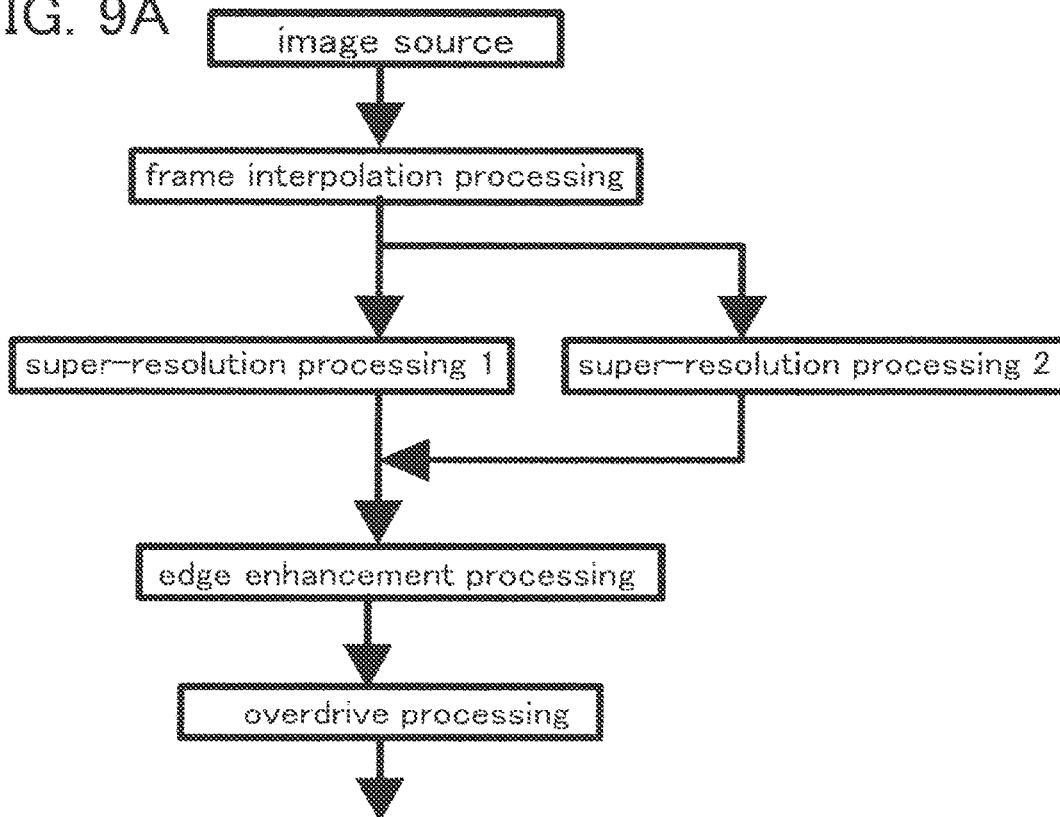 IG. 9A
image source
frame interpolation processing
super-resolution processing 1
super-resolution processing 2
edge enhancement processing
overdrive processing